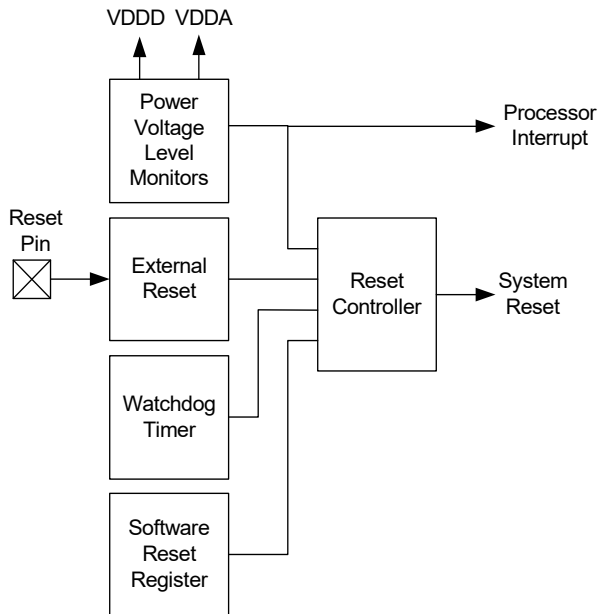 VDDD VDDA
Power
Voltage
Level
Monitors
Processor
Interrupt
Reset
Pin
External
Reset
Reset
Controller
System
Reset
Watchdog
Timer
Software
Reset
Register